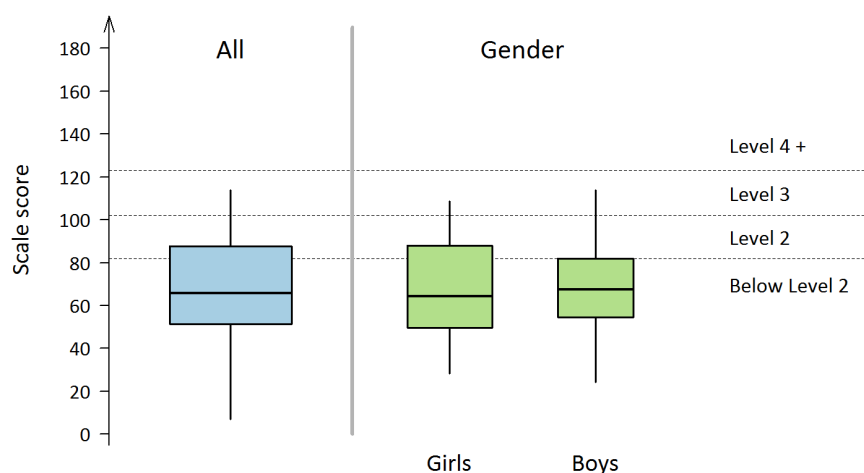 All
Gender
Scale score
180
160
140
120
100
80
60
40
20
0
Level 4 +
Level 3
Level 2
Below Level 2
Girls
Boys